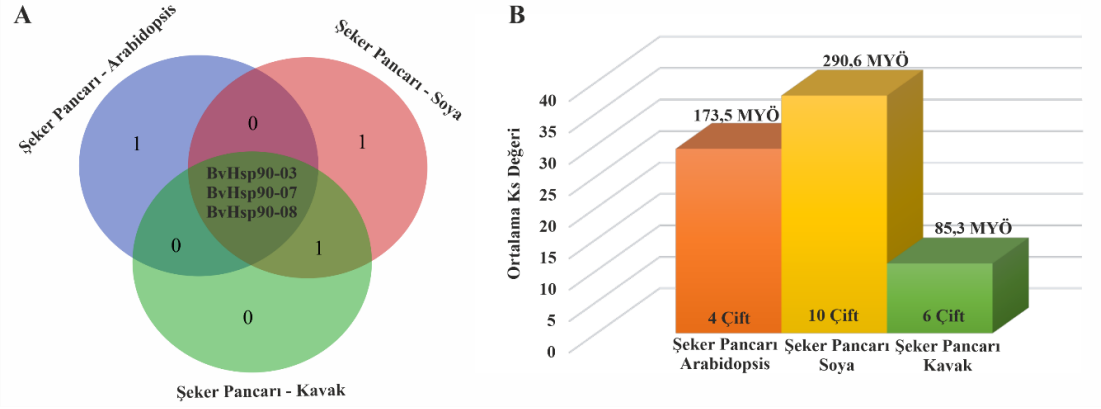 A
Şeker Pancarı - Arabidopsis
Şeker Pancarı - Soya
1
0
1
BvHsp90-03
BvHsp90-07
BvHsp90-08
0
1
0
Şeker Pancarı - Kavak
B
Ortalama Ks Değeri
40
35
30
25
20
15
10
5
0
173,5 MYÖ
290,6 MYÖ
85,3 MYÖ
4 Çift
10 Çift
6 Çift
Şeker Pancarı
Arabidopsis
Şeker Pancarı
Soya
Şeker Pancarı
Kavak